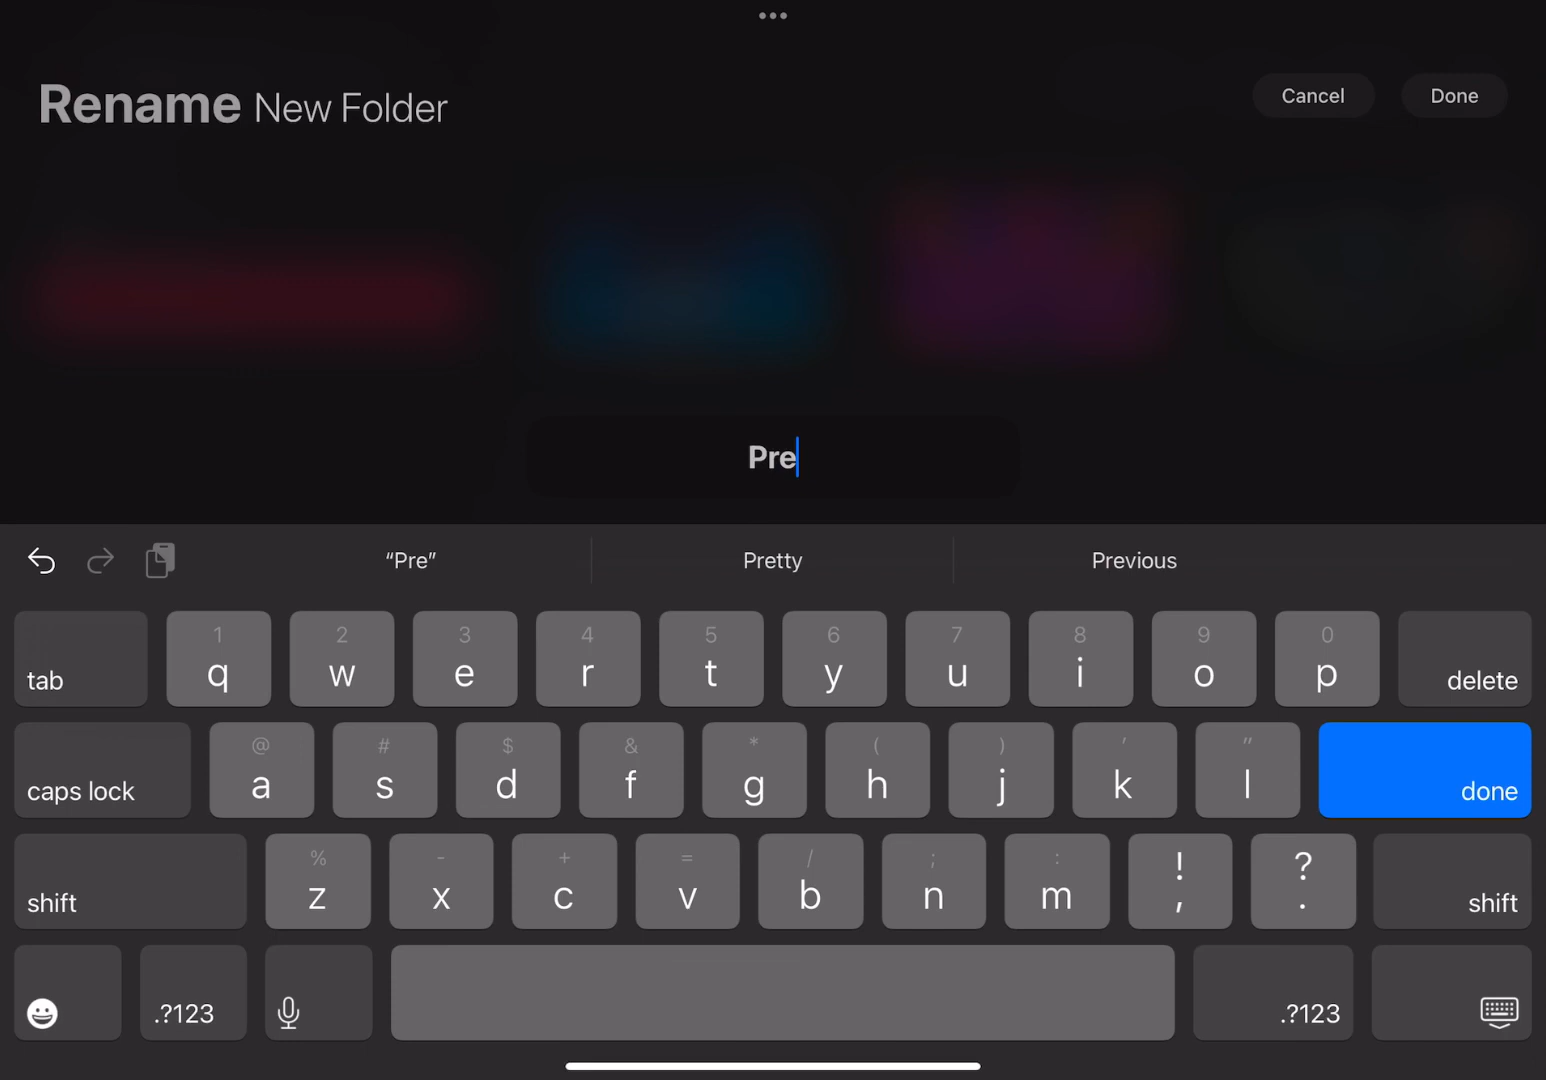 Rename New Folder
Cancel
Done
Pre
“Pre”
Pretty
Previous
tab
1 2 3 4 5 6 7 8 9 0
q w e r t y u i o p
delete
caps lock
@ # $ & * ( ) ' "
a s d f g h j k l
done
shift
% - + = / ; : ! ?
z x c v b n m , .
shift
.?123
.?123